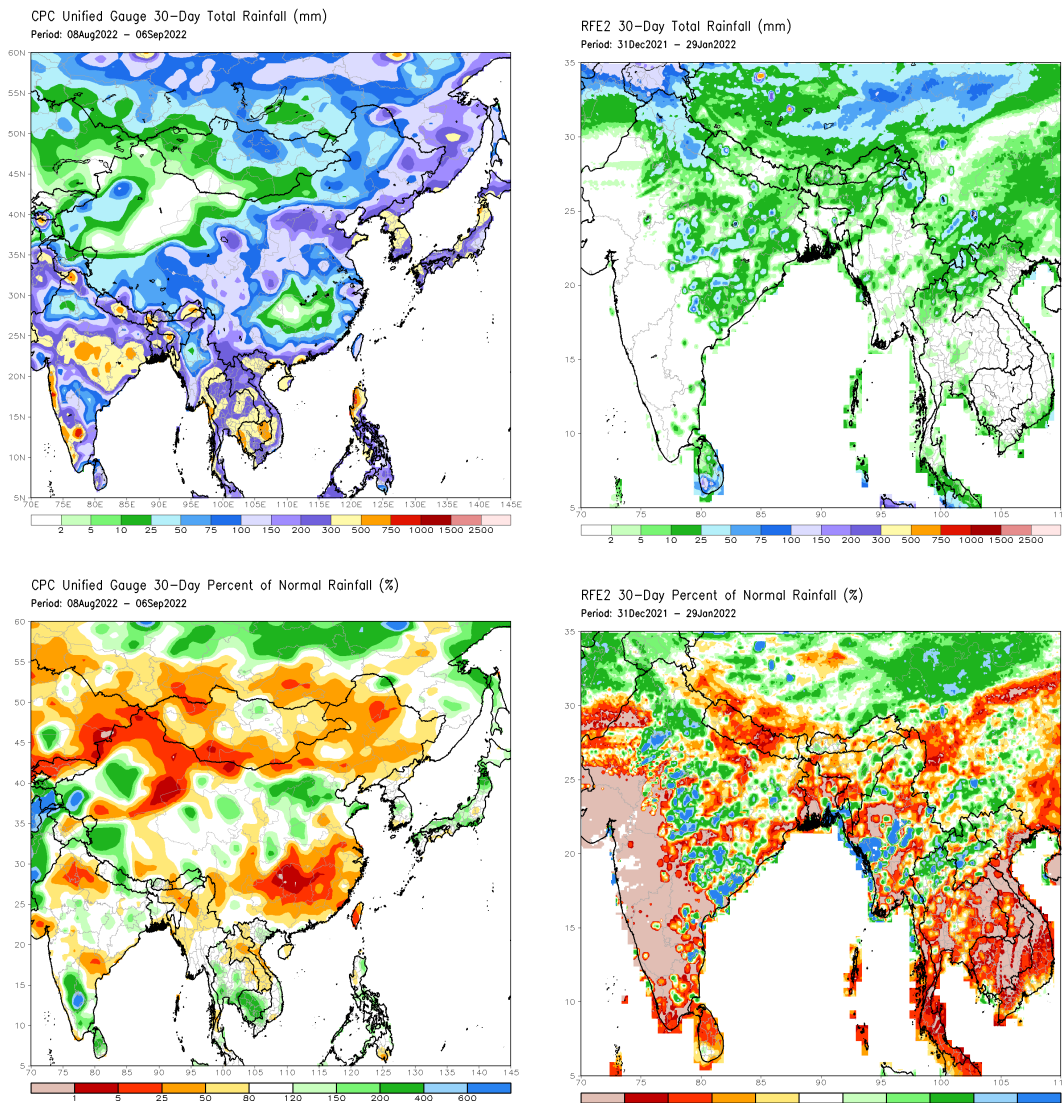 CPC Unified Gauge 30-Day Total Rainfall (mm)
Period: 08Aug2022 - 06Sep2022
60N
55N
50N
45N
40N
35N
30N
25N
20N
15N
10N
5N
70E 75E 80E 85E 90E 95E 100E 105E 110E 115E 120E 125E 130E 135E 140E 145E
2 5 10 25 50 75 100 150 200 300 500 750 1000 1500 2500
RFE2 30-Day Total Rainfall (mm)
Period: 31Dec2021 - 29Jan2022
35
30
25
20
15
10
5
70 75 80 85 90 95 100 105 11
2 5 10 25 50 75 100 150 200 300 500 750 1000 1500 2500
CPC Unified Gauge 30-Day Percent of Normal Rainfall (%)
Period: 08Aug2022 - 06Sep2022
60
55
50
45
40
35
30
25
20
15
10
5
70 75 80 85 90 95 100 105 110 115 120 125 130 135 140 145
1 5 25 50 80 120 150 200 400 600
RFE2 30-Day Percent of Normal Rainfall (%)
Period: 31Dec2021 - 29Jan2022
35
30
25
20
15
10
5
70 75 80 85 90 95 100 105 11